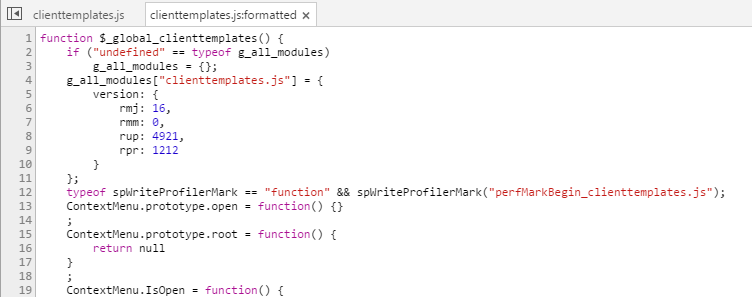 clienttemplates.js clienttemplates.js:formatted ×
1 function $_global_clienttemplates() {
2     if ("undefined" == typeof g_all_modules)
3         g_all_modules = {};
4     g_all_modules["clienttemplates.js"] = {
5         version: {
6             rmj: 16,
7             rmm: 0,
8             rup: 4921,
9             rpr: 1212
10         }
11     };
12     typeof spWriteProfilerMark == "function" && spWriteProfilerMark("perfMarkBegin_clienttemplates.js");
13     ContextMenu.prototype.open = function() {}
14     ;
15     ContextMenu.prototype.root = function() {
16         return null
17     }
18     ;
19     ContextMenu.IsOpen = function() {